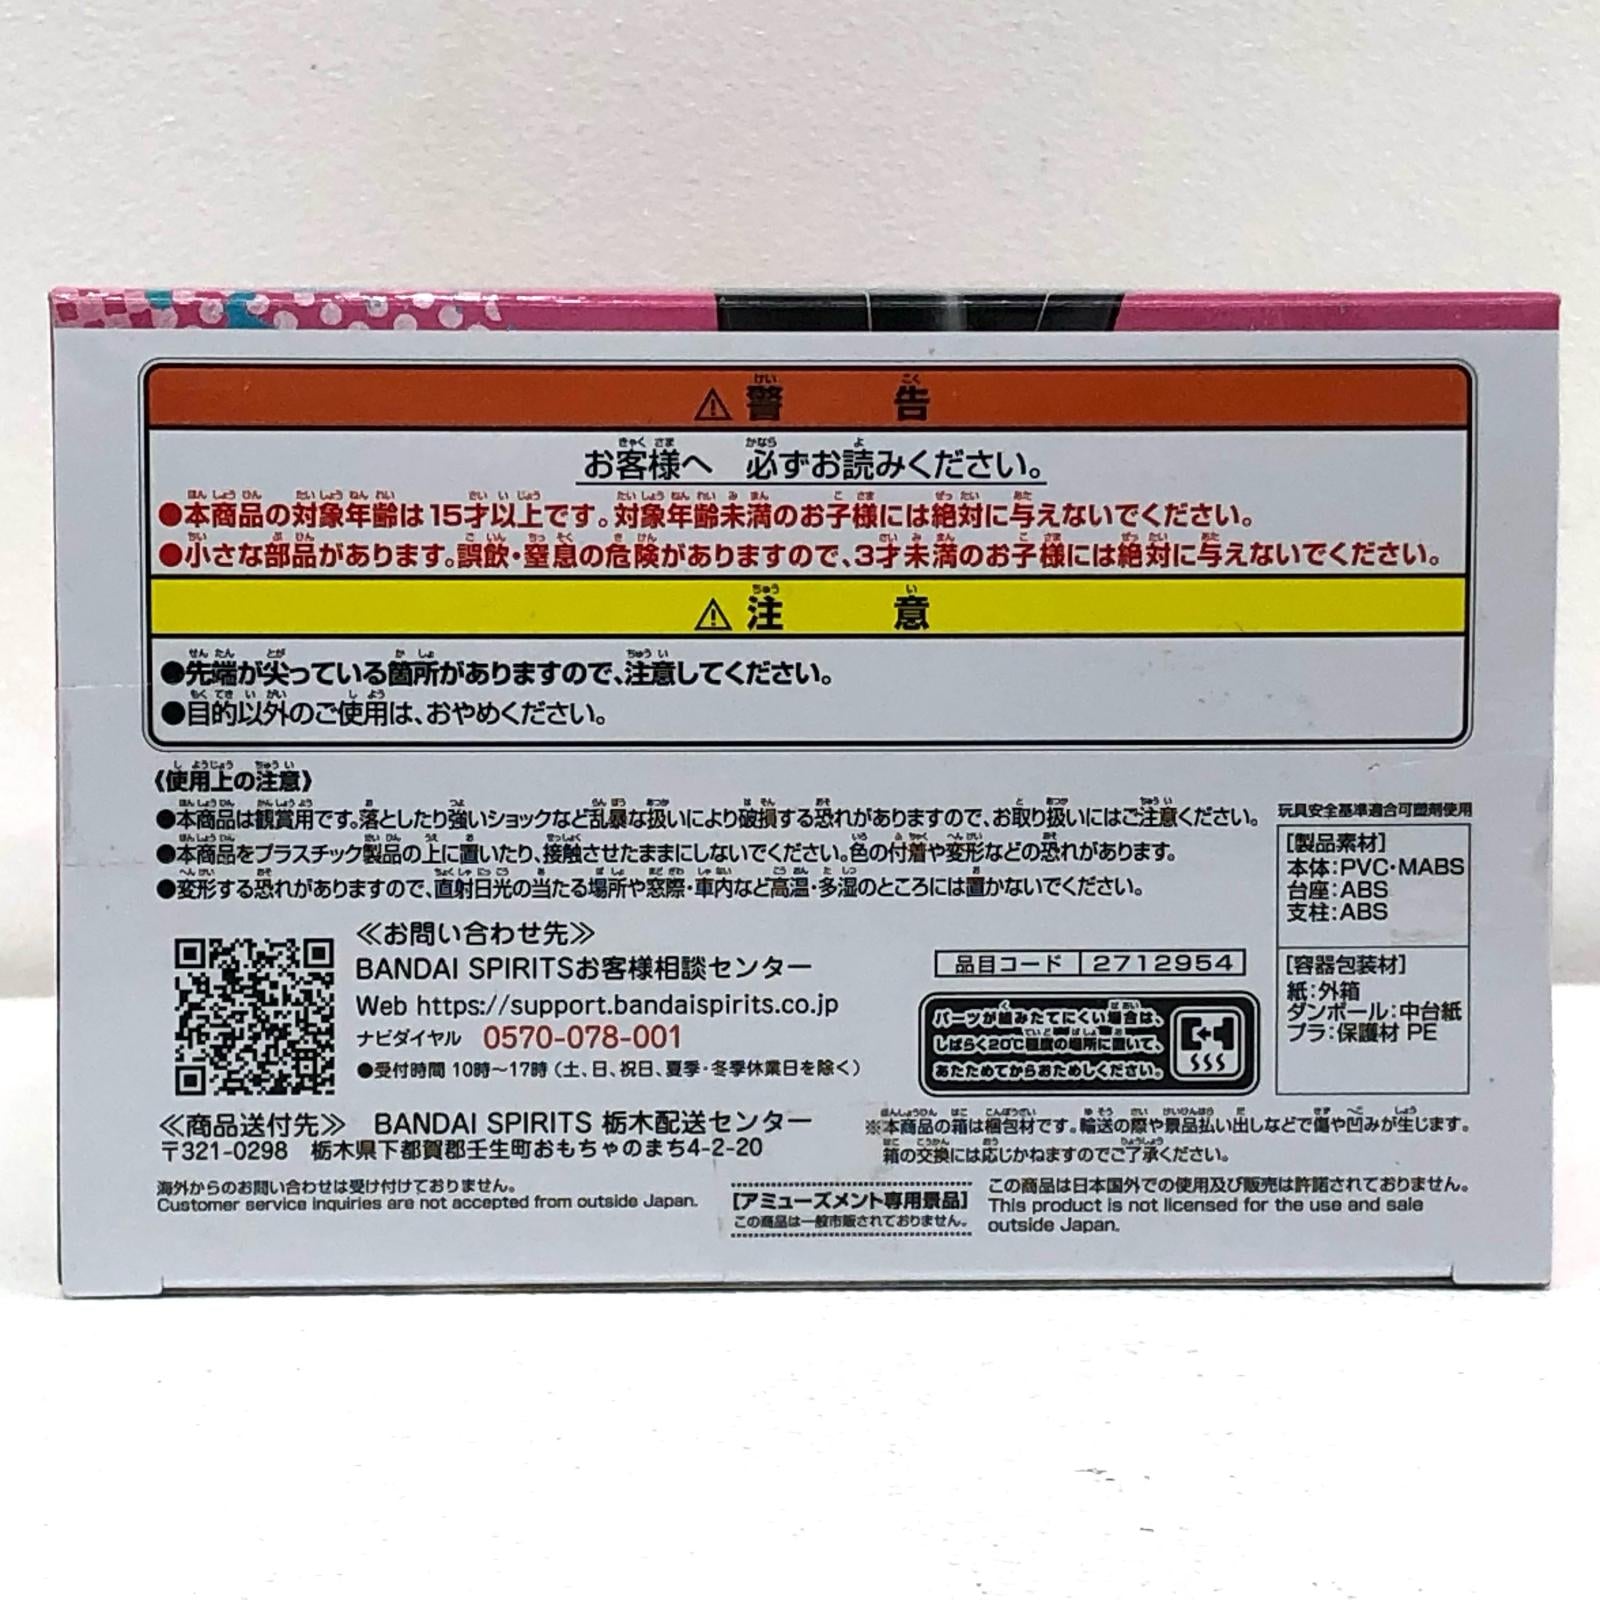 ⚠警告
お客様へ 必ずお読みください。
●本商品の対象年齢は15才以上です。対象年齢未満のお子様には絶対に与えないでください。
●小さな部品があります。誤飲・窒息の危険がありますので、3才未満のお子様には絶対に与えないでください。
⚠注意
●先端が尖っている箇所がありますので、注意してください。
●目的以外のご使用は、おやめください。
《使用上の注意》
●本商品は観賞用です。落としたり強いショックなど乱暴な扱いにより破損する恐れがありますので、お取り扱いにはご注意ください。
●本商品をプラスチック製品の上に置いたり、接触させたままにしないでください。色の付着や変形などの恐れがあります。
●変形する恐れがありますので、直射日光の当たる場所や窓際・車内など高温・多湿のところには置かないでください。
玩具安全基準適合可塑剤使用
[製品素材]
本体:PVC・MABS
台座:ABS
支柱:ABS
[容器包装材]
紙:外箱
ダンボール:中台紙
プラ:保護材 PE
≪お問い合わせ先≫
BANDAI SPIRITSお客様相談センター
Web https://support.bandaispirits.co.jp
ナビダイヤル 0570-078-001
●受付時間 10時〜17時(土、日、祝日、夏季・冬季休業日を除く)
品目コード 2712954
パーツが組みたてにくい場合は、
しばらく20℃程度の場所に置いて、
あたためてからおためしください。
≪商品送付先≫ BANDAI SPIRITS 栃木配送センター
〒321-0298 栃木県下都賀郡壬生町おもちゃのまち4-2-20
※本商品の箱は梱包材です。輸送の際や景品払い出しなどで傷や凹みが生じます。
箱の交換には応じかねますのでご了承ください。
海外からのお問い合わせは受け付けておりません。
Customer service inquiries are not accepted from outside Japan.
[アミューズメント専用景品]
この商品は一般市販されておりません。
この商品は日本国外での使用及び販売は許諾されておりません。
This product is not licensed for the use and sale
outside Japan.